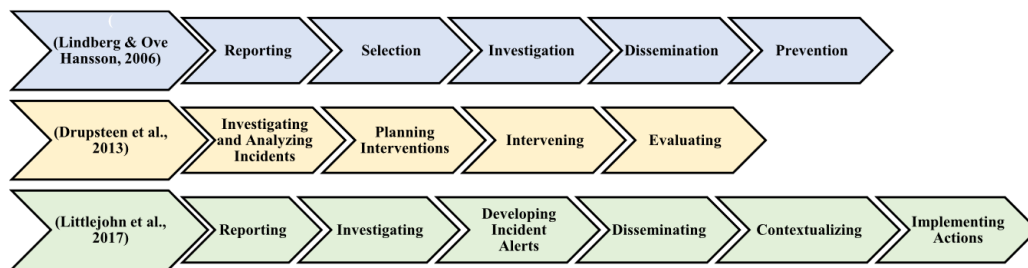 (
(Lindberg & Ove
Hansson, 2006)
Reporting
Selection
Investigation
Dissemination
Prevention
(Drupsteen et al.,
2013)
Investigating
and Analyzing
Incidents
Planning
Interventions
Intervening
Evaluating
(Littlejohn et al.,
2017)
Reporting
Investigating
Developing
Incident
Alerts
Disseminating
Contextualizing
Implementing
Actions